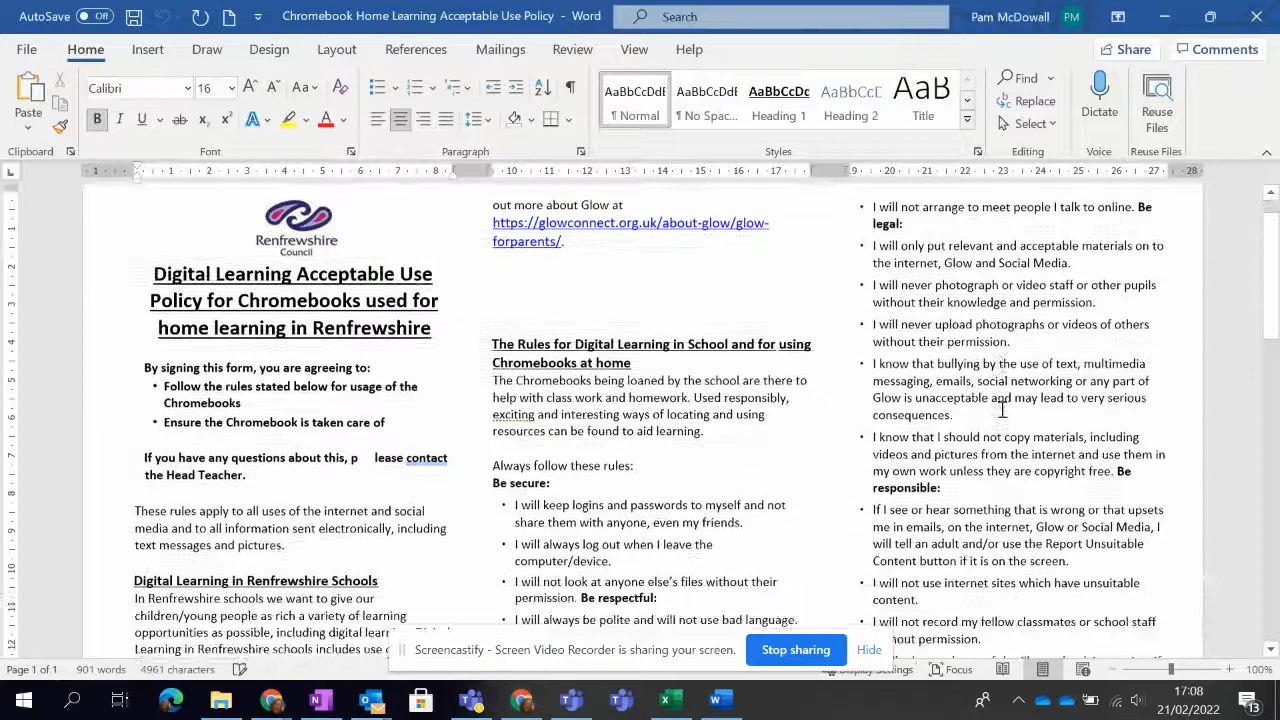 AutoSave Off
Chromebook Home Learning Acceptable Use Policy - Word
Search
Pam McDowall PM
File Home Insert Draw Design Layout References Mailings Review View Help
Share Comments
Paste
Clipboard
Calibri 16
Font
Paragraph
AaBbCcDdE AaBbCcDdE AaBbCcDc AaBbCcD AaB
¶ Normal ¶ No Spac... Heading 1 Heading 2 Title
Styles
Find
Replace
Select
Editing
Dictate
Voice
Reuse
Files
Reuse Files
Renfrewshire
Council
Digital Learning Acceptable Use
Policy for Chromebooks used for
home learning in Renfrewshire
By signing this form, you are agreeing to:
• Follow the rules stated below for usage of the
Chromebooks
• Ensure the Chromebook is taken care of
If you have any questions about this, p lease contact
the Head Teacher.
These rules apply to all uses of the internet and social
media and to all information sent electronically, including
text messages and pictures.
Digital Learning in Renfrewshire Schools
In Renfrewshire schools we want to give our
children/young people as rich a variety of learning
opportunities as possible, including digital
Learning in Renfrewshire schools includes use
out more about Glow at
https://glowconnect.org.uk/about-glow/glow-
forparents/.
The Rules for Digital Learning in School and for using
Chromebooks at home
The Chromebooks being loaned by the school are there to
help with class work and homework. Used responsibly,
exciting and interesting ways of locating and using
resources can be found to aid learning.
Always follow these rules:
Be secure:
• I will keep logins and passwords to myself and not
share them with anyone, even my friends.
• I will always log out when I leave the
computer/device.
• I will not look at anyone else’s files without their
permission. Be respectful:
• I will always be polite and will not use bad language.
• I will not arrange to meet people I talk to online. Be
legal:
• I will only put relevant and acceptable materials on to
the internet, Glow and Social Media.
• I will never photograph or video staff or other pupils
without their knowledge and permission.
• I will never upload photographs or videos of others
without their permission.
• I know that bullying by the use of text, multimedia
messaging, emails, social networking or any part of
Glow is unacceptable and may lead to very serious
consequences.
• I know that I should not copy materials, including
videos and pictures from the internet and use them in
my own work unless they are copyright free. Be
responsible:
• If I see or hear something that is wrong or that upsets
me in emails, on the internet, Glow or Social Media, I
will tell an adult and/or use the Report Unsuitable
Content button if it is on the screen.
• I will not use internet sites which have unsuitable
content.
• I will not record my fellow classmates or school staff
permission.
Screencastify - Screen Video Recorder is sharing your screen. Stop sharing Hide
Page 1 of 1 901 words 4961 characters
Display Settings Focus 100%
17:08
21/02/2022
13